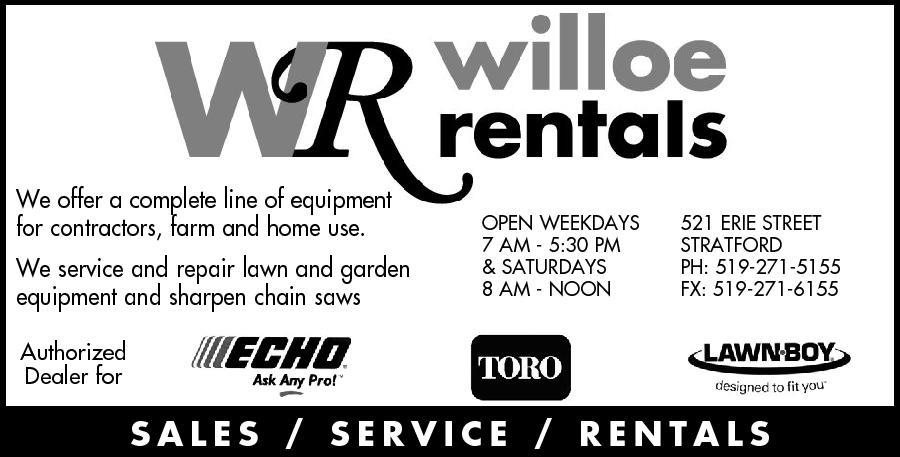 WR willoe
rentals
We offer a complete line of equipment
for contractors, farm and home use.
We service and repair lawn and garden
equipment and sharpen chain saws
OPEN WEEKDAYS
7 AM - 5:30 PM
& SATURDAYS
8 AM - NOON
521 ERIE STREET
STRATFORD
PH: 519-271-5155
FX: 519-271-6155
Authorized
Dealer for
ECHO
Ask Any Pro!™
TORO
LAWN-BOY
designed to fit you™
SALES / SERVICE / RENTALS